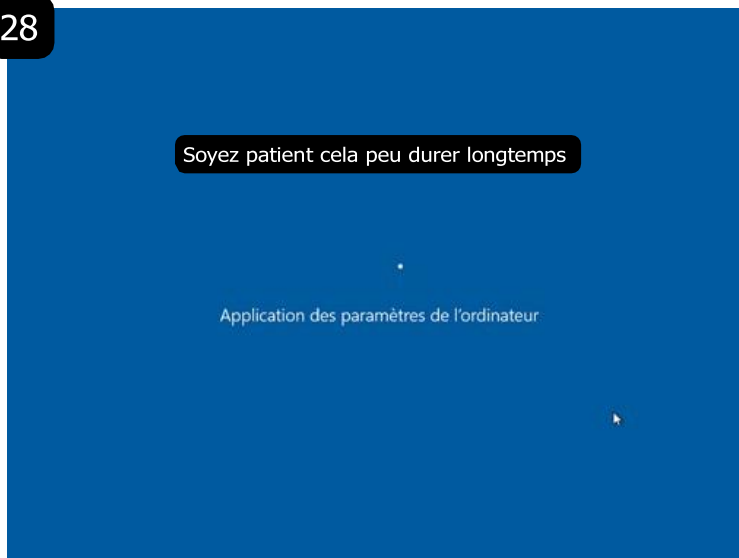 28
Soyez patient cela peu durer longtemps
Application des paramètres de l'ordinateur